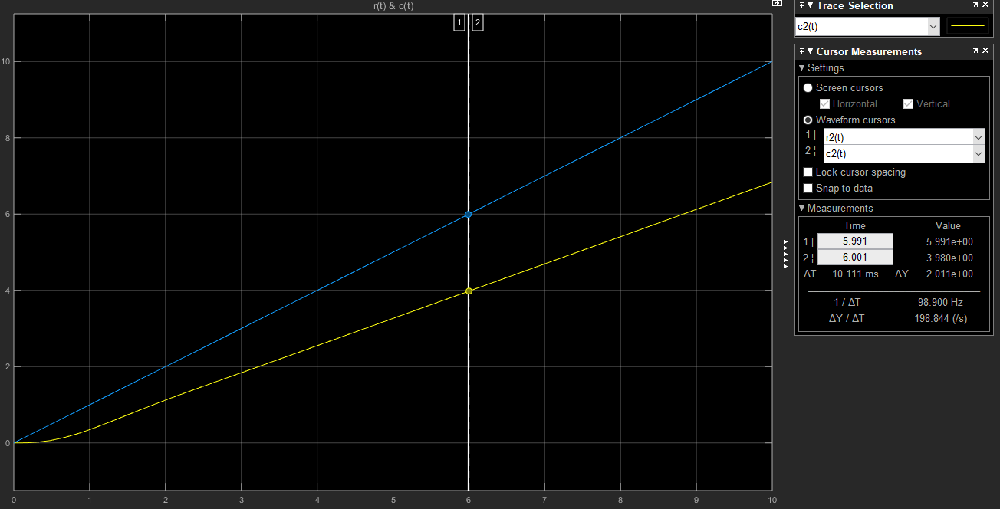 r(t) & c(t)
1 2
10
8
6
4
2
0
0 1 2 3 4 5 6 7 8 9 10
Trace Selection
c2(t)
Cursor Measurements
Settings
Screen cursors
Horizontal Vertical
Waveform cursors
1 | r2(t)
2 ¦ c2(t)
Lock cursor spacing
Snap to data
Measurements
Time Value
1 | 5.991 5.991e+00
2 ¦ 6.001 3.980e+00
ΔT 10.111 ms ΔY 2.011e+00
1 / ΔT 98.900 Hz
ΔY / ΔT 198.844 (/s)